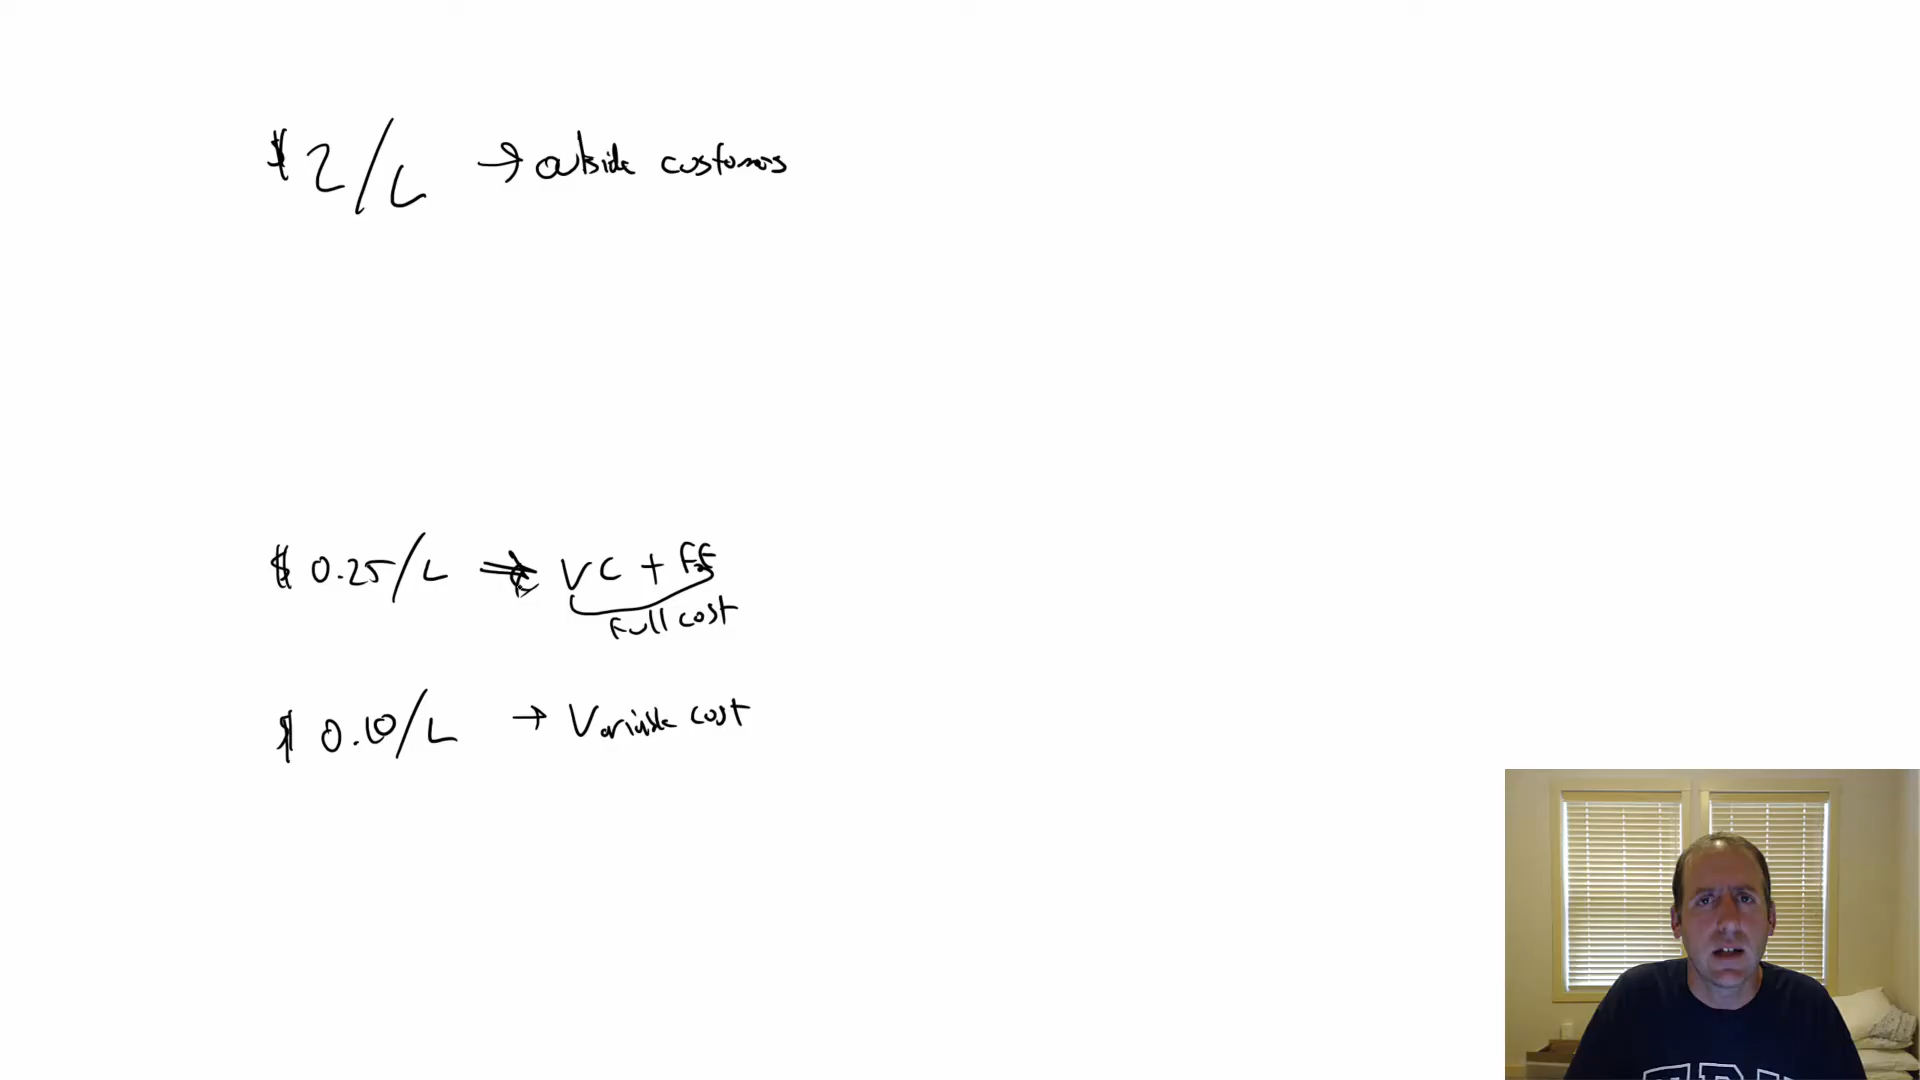 $ 2/L → outside customers
$ 0.25/L → VC + FC
Full cost
$ 0.10/L → Variable cost